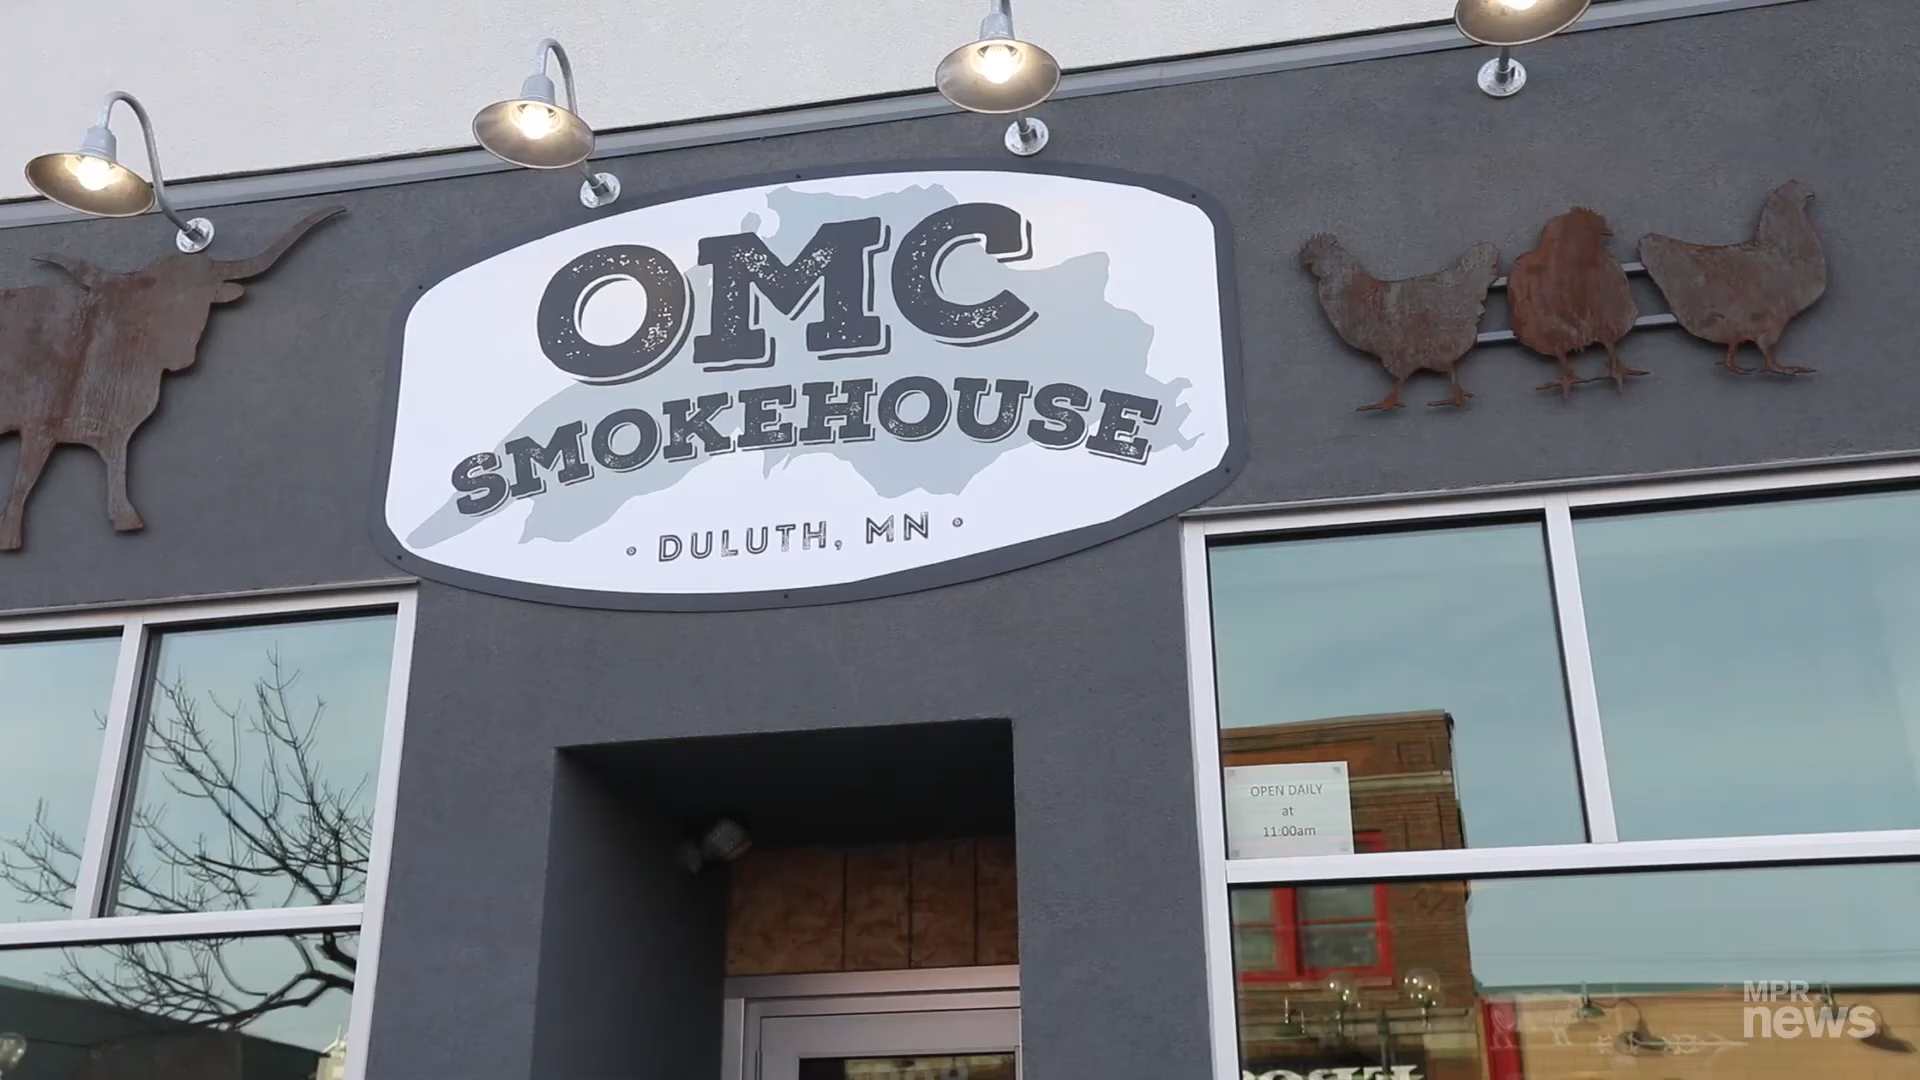 OMC
SMOKEHOUSE
• DULUTH, MN •
OPEN DAILY
at
11:00am
MPR
news